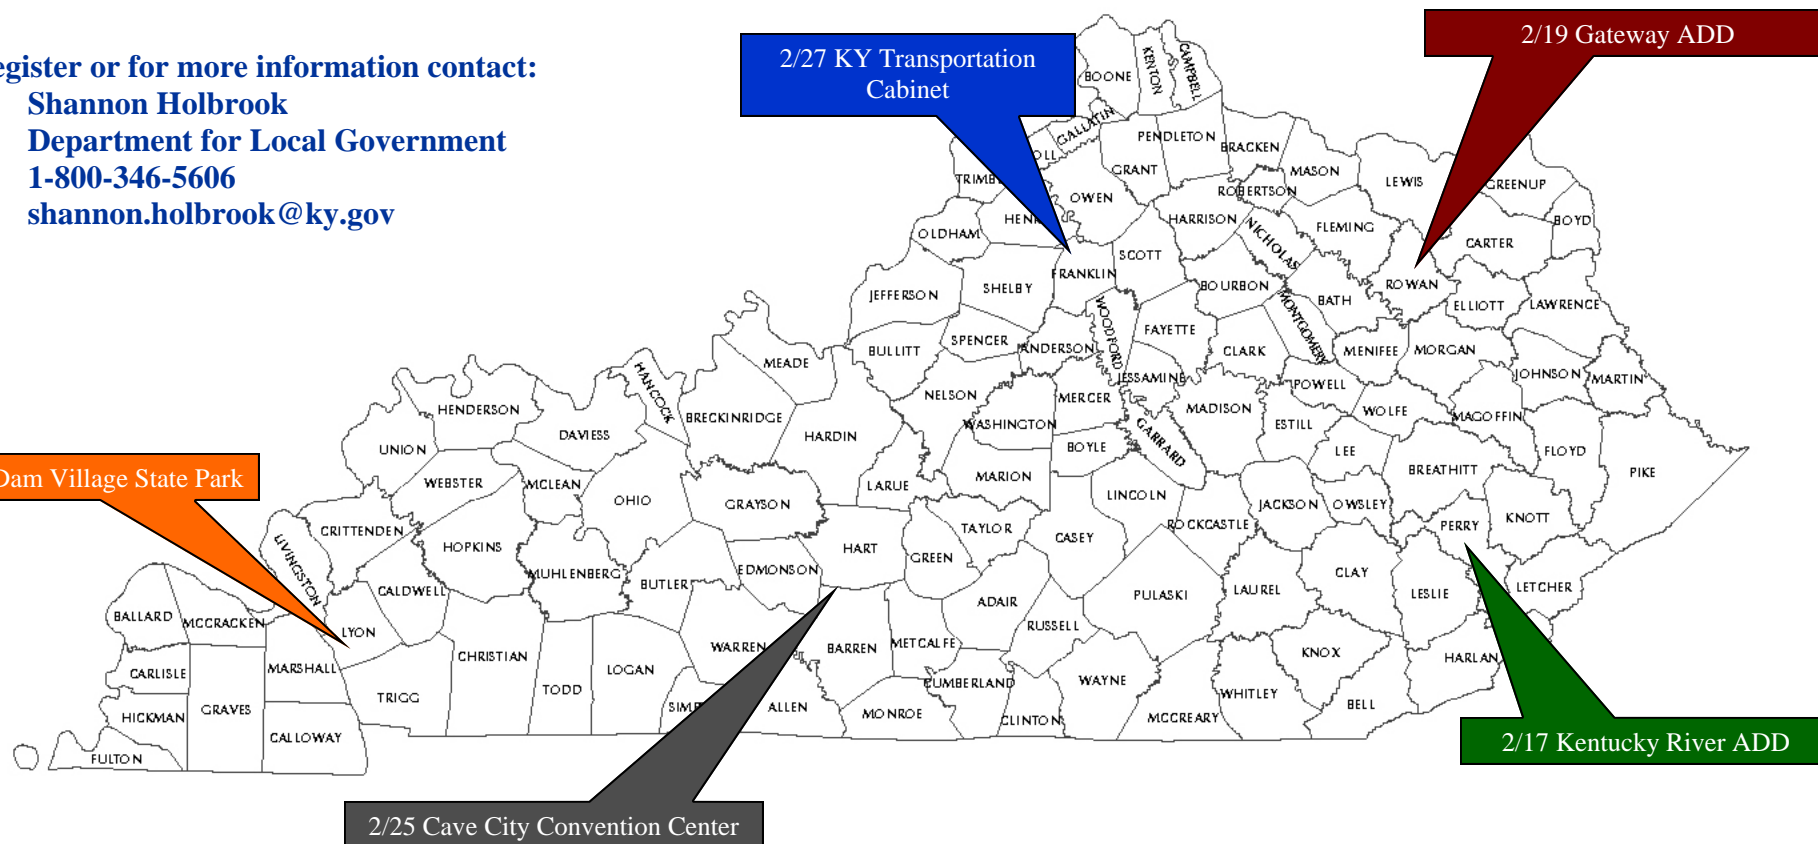 egister or for more information contact:
Shannon Holbrook
Department for Local Government
1-800-346-5606
shannon.holbrook@ky.gov
2/27 KY Transportation
Cabinet
2/19 Gateway ADD
Dam Village State Park
2/25 Cave City Convention Center
2/17 Kentucky River ADD
BOONE
KENTON
CAMPBELL
GALLATIN
PENDLETON
BRACKEN
GRANT
MASON
OLL
TRIMB
OWEN
ROBERTSON
LEWIS
GREENUP
HENR
HARRISON
FLEMING
BOYD
OLDHAM
NICHOLAS
CARTER
SCOTT
FRANKLIN
SHELBY
JEFFERSON
BOURBON
BATH
ROWAN
ELLIOTT
LAWRENCE
WOODFORD
FAYETTE
MONTGOMERY
SPENCER
ANDERSON
BULLITT
CLARK
MENIFEE
MORGAN
MEADE
HANCOCK
JESSAMINE
POWELL
JOHNSON
MARTIN
NELSON
MERCER
MADISON
HENDERSON
BRECKINRIDGE
WASHINGTON
ESTILL
WOLFE
MAGOFFIN
DAVIESS
HARDIN
BOYLE
GARRARD
UNION
LEE
FLOYD
BREATHITT
PIKE
WEBSTER
MCLEAN
OHIO
GRAYSON
LARUE
MARION
LINCOLN
JACKSON
OWSLEY
CRITTENDEN
TAYLOR
ROCKCASTLE
PERRY
KNOTT
LIVINGSTON
HOPKINS
HART
GREEN
CASEY
MUHLENBERG
BUTLER
EDMONSON
CLAY
CALDWELL
PULASKI
LAUREL
LESLIE
LETCHER
BALLARD
MCCRACKEN
LYON
ADAIR
RUSSELL
CHRISTIAN
WARREN
BARREN
METCALFE
KNOX
HARLAN
CARLISLE
MARSHALL
LOGAN
TODD
TRIGG
CUMBERLAND
WAYNE
WHITLEY
BELL
HICKMAN
GRAVES
SIMP
ALLEN
MONROE
CLINTON
MCCREARY
CALLOWAY
FULTON